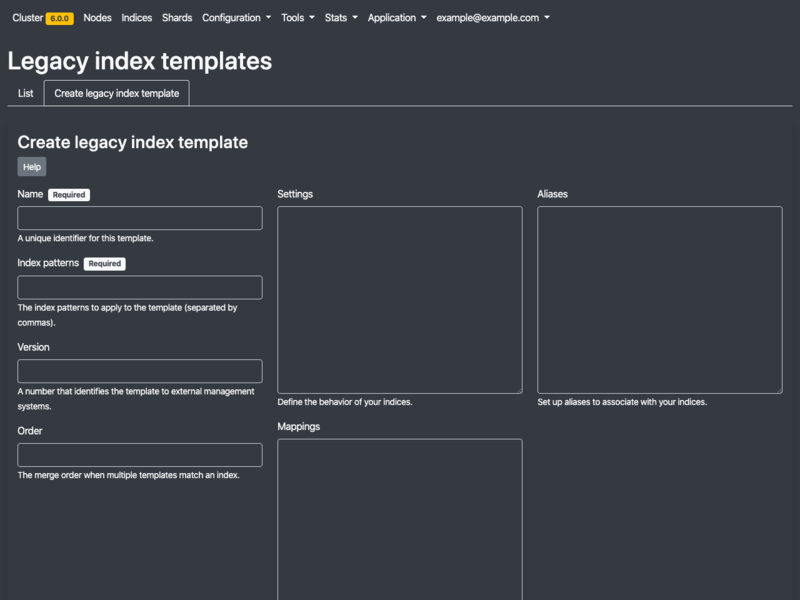 Cluster 6.0.0 Nodes Indices Shards Configuration Tools Stats Application example@example.com
Legacy index templates
List Create legacy index template
Create legacy index template
Help
Name Required
A unique identifier for this template.
Index patterns Required
The index patterns to apply to the template (separated by
commas).
Version
A number that identifies the template to external management
systems.
Order
The merge order when multiple templates match an index.
Settings
Define the behavior of your indices.
Mappings
Aliases
Set up aliases to associate with your indices.